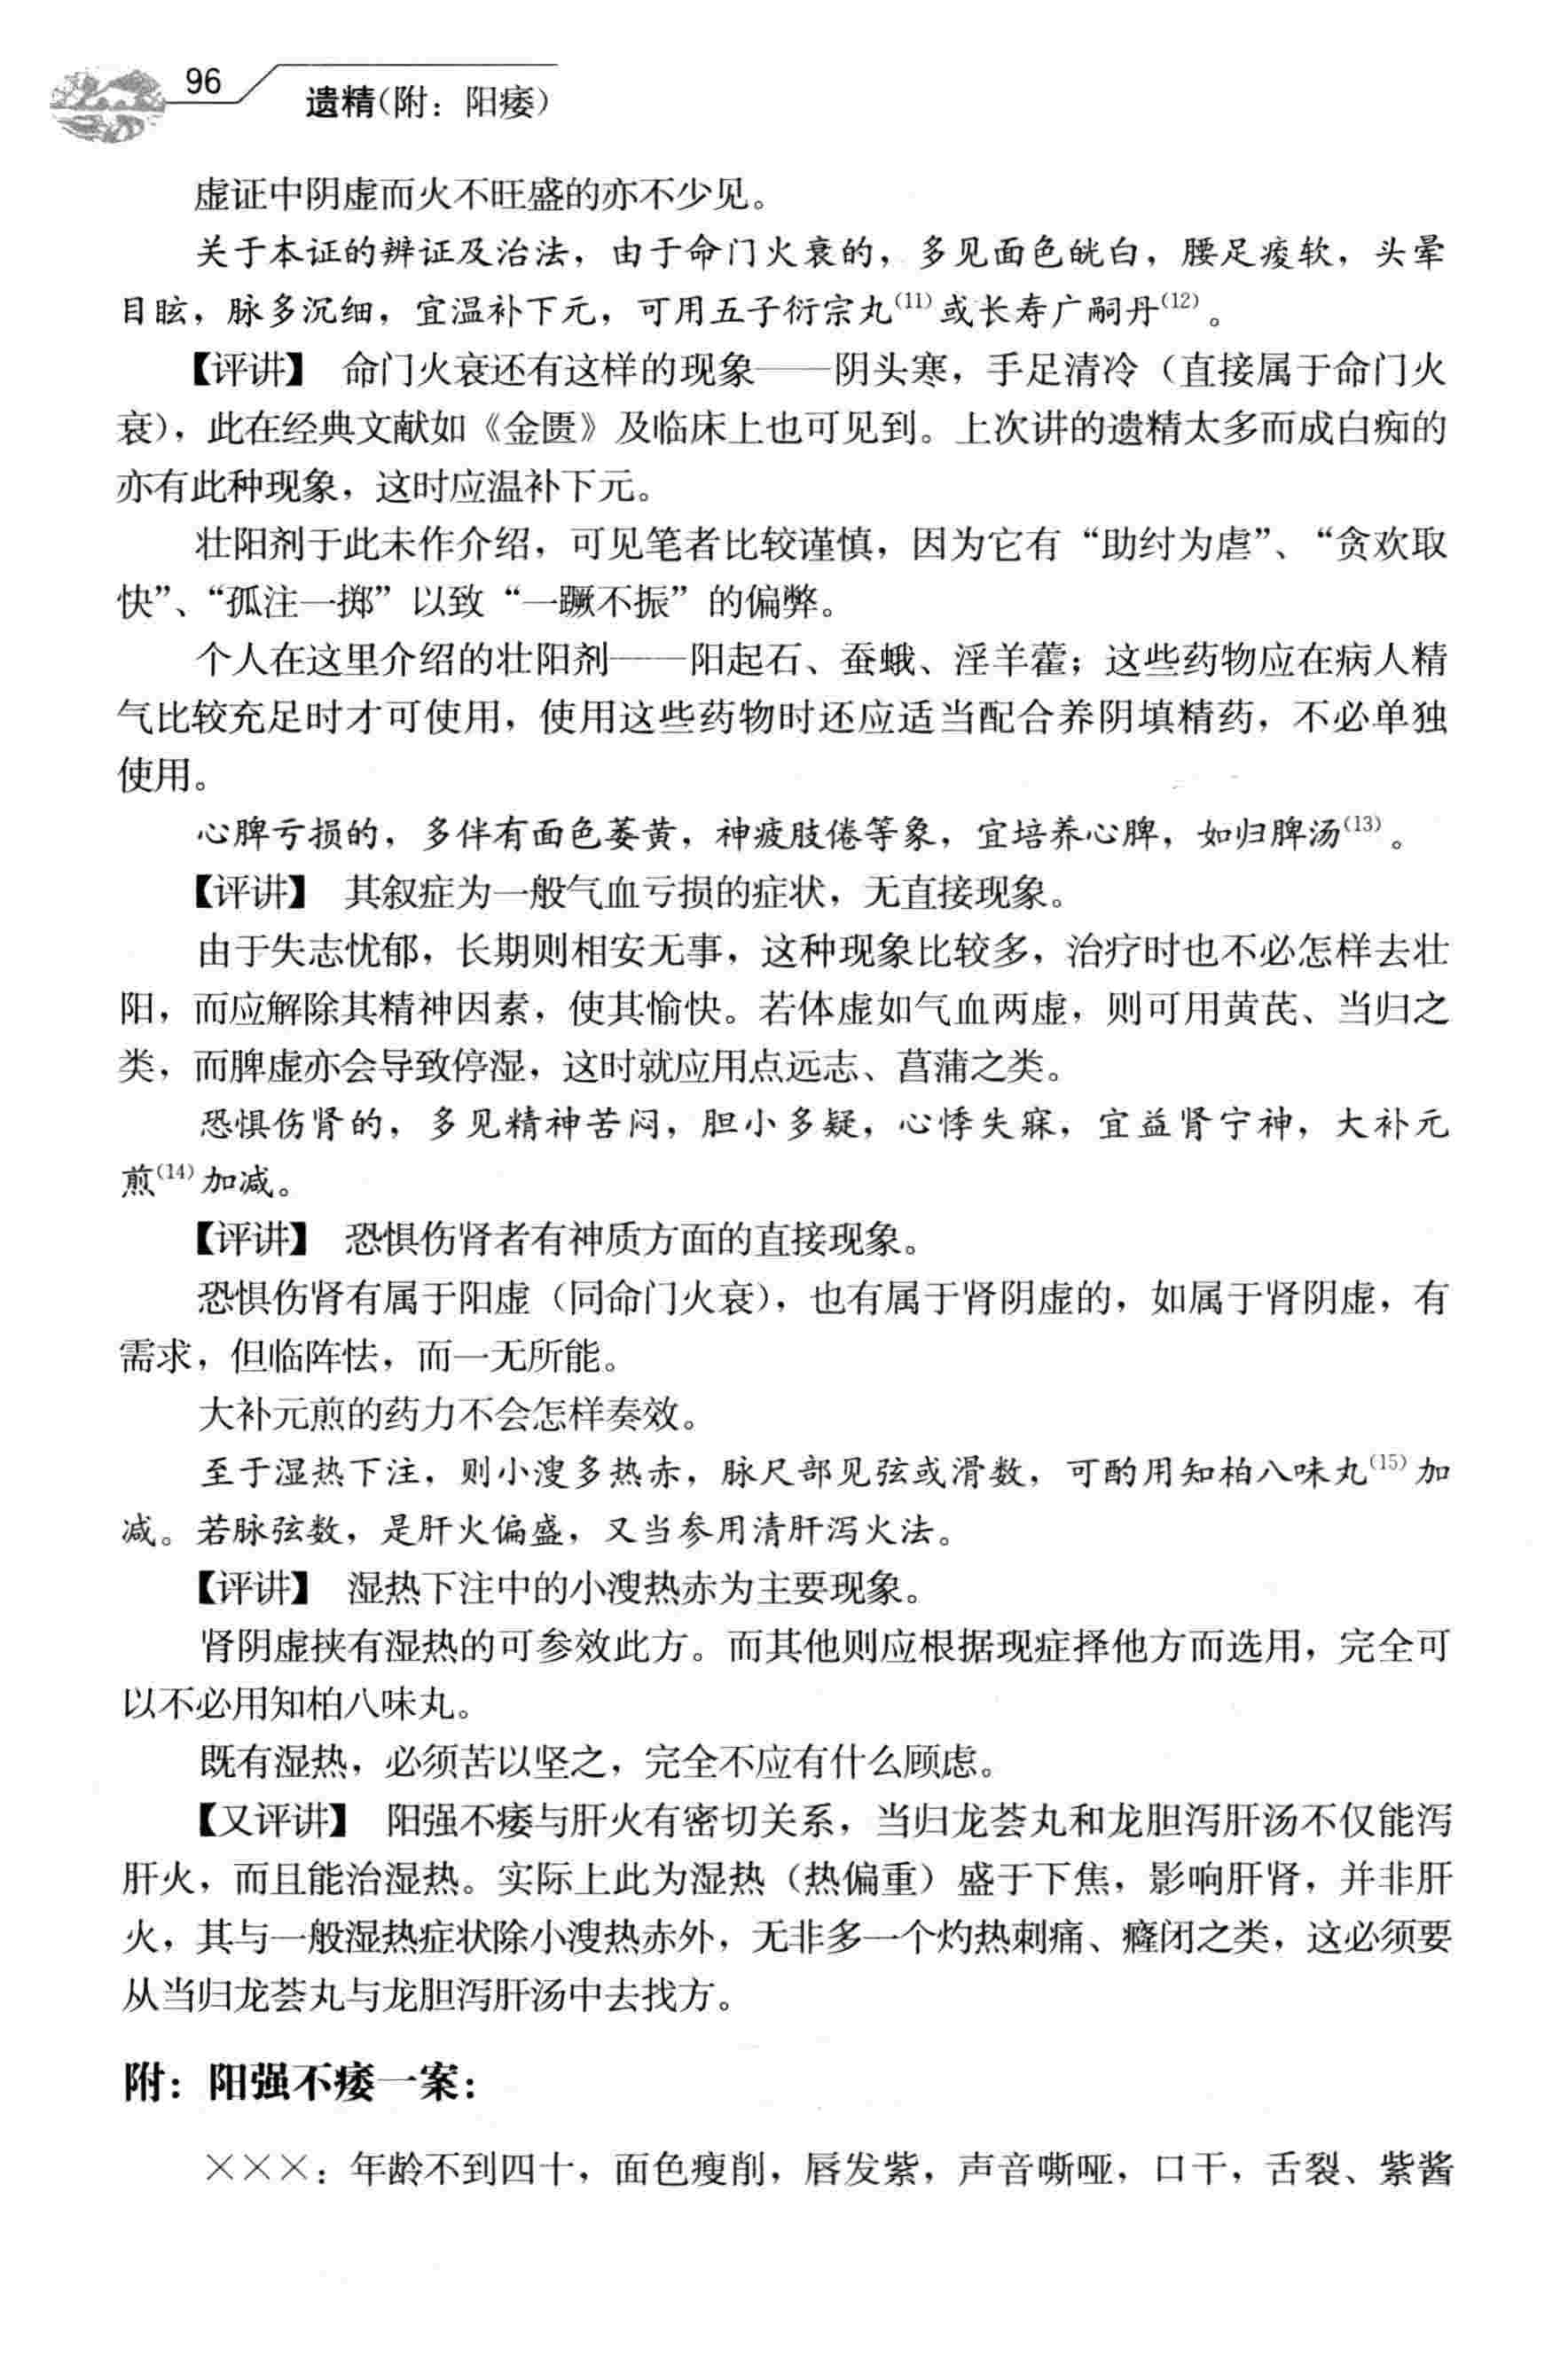 96
遗精(附：阳痿)
虚证中阴虚而火不旺盛的亦不少见。
关于本证的辨证及治法，由于命门火衰的，多见面色㿠白，腰足痠软，头晕
目眩，脉多沉细，宜温补下元，可用五子衍宗丸(11)或长寿广嗣丹(12)。
【评讲】 命门火衰还有这样的现象——阴头寒，手足清冷（直接属于命门火
衰），此在经典文献如《金匮》及临床上也可见到。上次讲的遗精太多而成白痴的
亦有此种现象，这时应温补下元。
壮阳剂于此未作介绍，可见笔者比较谨慎，因为它有“助纣为虐”、“贪欢取
快”、“孤注一掷”以致“一蹶不振”的偏弊。
个人在这里介绍的壮阳剂——阳起石、蚕蛾、淫羊藿；这些药物应在病人精
气比较充足时才可使用，使用这些药物时还应适当配合养阴填精药，不必单独
使用。
心脾亏损的，多伴有面色萎黄，神疲肢倦等象，宜培养心脾，如归脾汤(13)。
【评讲】 其叙症为一般气血亏损的症状，无直接现象。
由于失志忧郁，长期则相安无事，这种现象比较多，治疗时也不必怎样去壮
阳，而应解除其精神因素，使其愉快。若体虚如气血两虚，则可用黄芪、当归之
类，而脾虚亦会导致停湿，这时就应用点远志、菖蒲之类。
恐惧伤肾的，多见精神苦闷，胆小多疑，心悸失寐，宜益肾宁神，大补元
煎(14)加减。
【评讲】 恐惧伤肾者有神质方面的直接现象。
恐惧伤肾有属于阳虚（同命门火衰），也有属于肾阴虚的，如属于肾阴虚，有
需求，但临阵怯，而一无所能。
大补元煎的药力不会怎样奏效。
至于湿热下注，则小溲多热赤，脉尺部见弦或滑数，可酌用知柏八味丸(15)加
减。若脉弦数，是肝火偏盛，又当参用清肝泻火法。
【评讲】 湿热下注中的小溲热赤为主要现象。
肾阴虚挟有湿热的可参效此方。而其他则应根据现症择他方而选用，完全可
以不必用知柏八味丸。
既有湿热，必须苦以坚之，完全不应有什么顾虑。
【又评讲】 阳强不痿与肝火有密切关系，当归龙荟丸和龙胆泻肝汤不仅能泻
肝火，而且能治湿热。实际上此为湿热（热偏重）盛于下焦，影响肝肾，并非肝
火，其与一般湿热症状除小溲热赤外，无非多一个灼热刺痛、癃闭之类，这必须要
从当归龙荟丸与龙胆泻肝汤中去找方。
附：阳强不痿一案：
×××：年龄不到四十，面色瘦削，唇发紫，声音嘶哑，口干，舌裂、紫酱